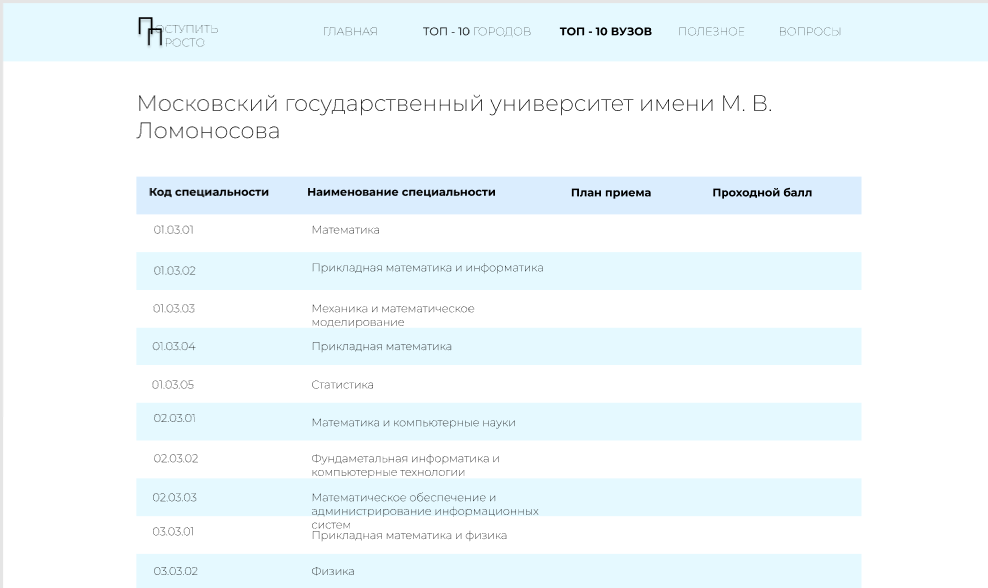 ПОСТУПИТЬ
ПРОСТО
ГЛАВНАЯ ТОП - 10 ГОРОДОВ ТОП - 10 ВУЗОВ ПОЛЕЗНОЕ ВОПРОСЫ
Московский государственный университет имени М. В.
Ломоносова
Код специальности Наименование специальности План приема Проходной балл
01.03.01 Математика
01.03.02 Прикладная математика и информатика
01.03.03 Механика и математическое
моделирование
01.03.04 Прикладная математика
01.03.05 Статистика
02.03.01 Математика и компьютерные науки
02.03.02 Фундаметальная информатика и
компьютерные технологии
02.03.03 Математическое обеспечение и
администрирование информационных
систем
03.03.01 Прикладная математика и физика
03.03.02 Физика